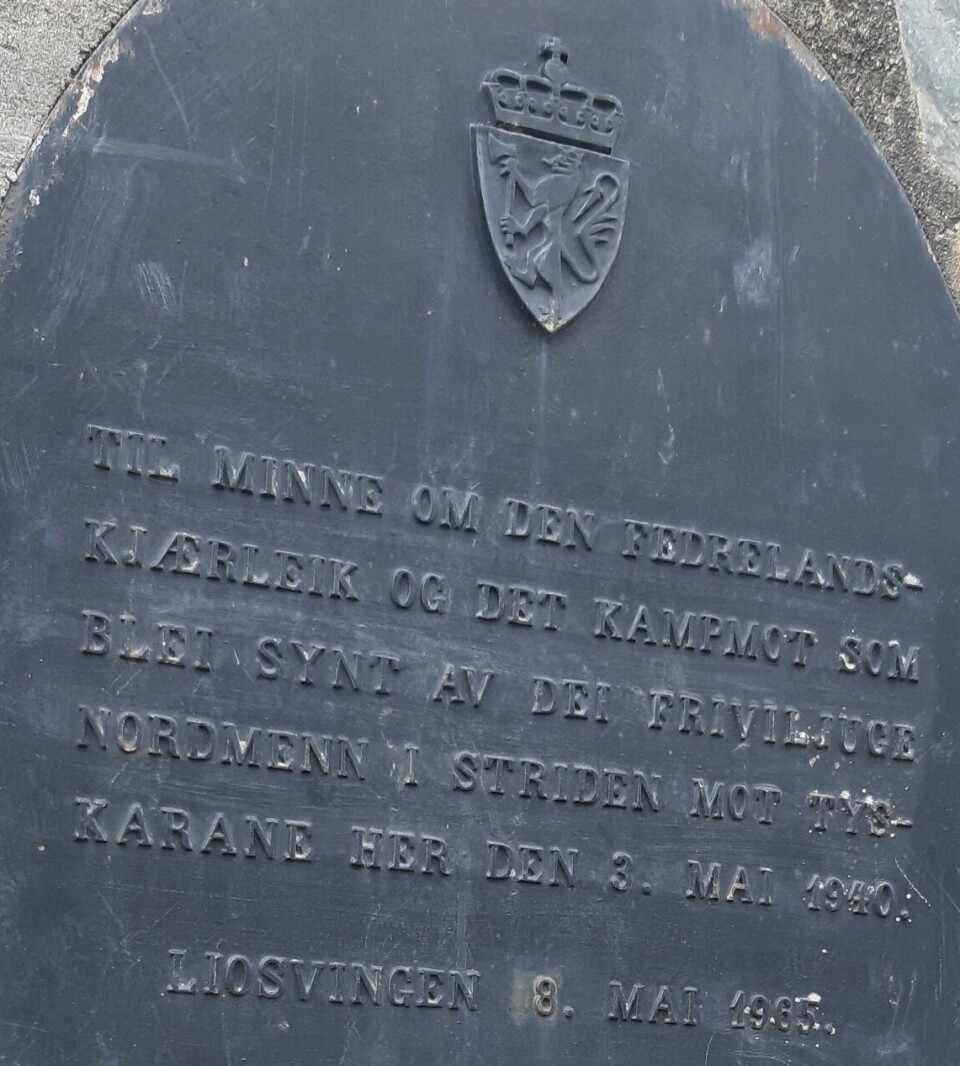 TIL MINNE OM DEN FEDRELANDS-
KJÆRLEIK OG DET KAMPMOT SOM
BLEI SYNT AV DEI FRIVILJUGE
NORDMENN I STRIDEN MOT TYS-
KARANE HER DEN 3. MAI 1940.
LIOSVINGEN 8. MAI 1965.